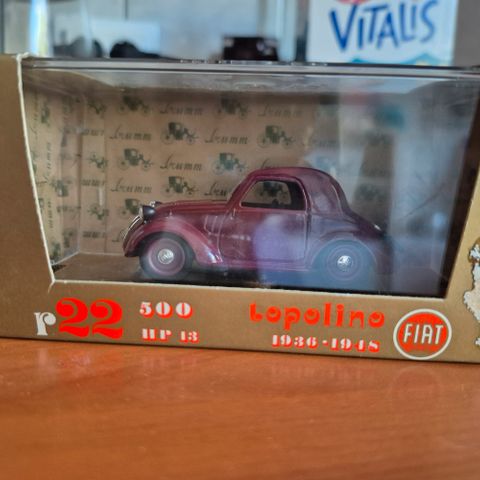 VITALIS
Brumm
r22 500 topolino
HP 13 1936-1948 FIAT